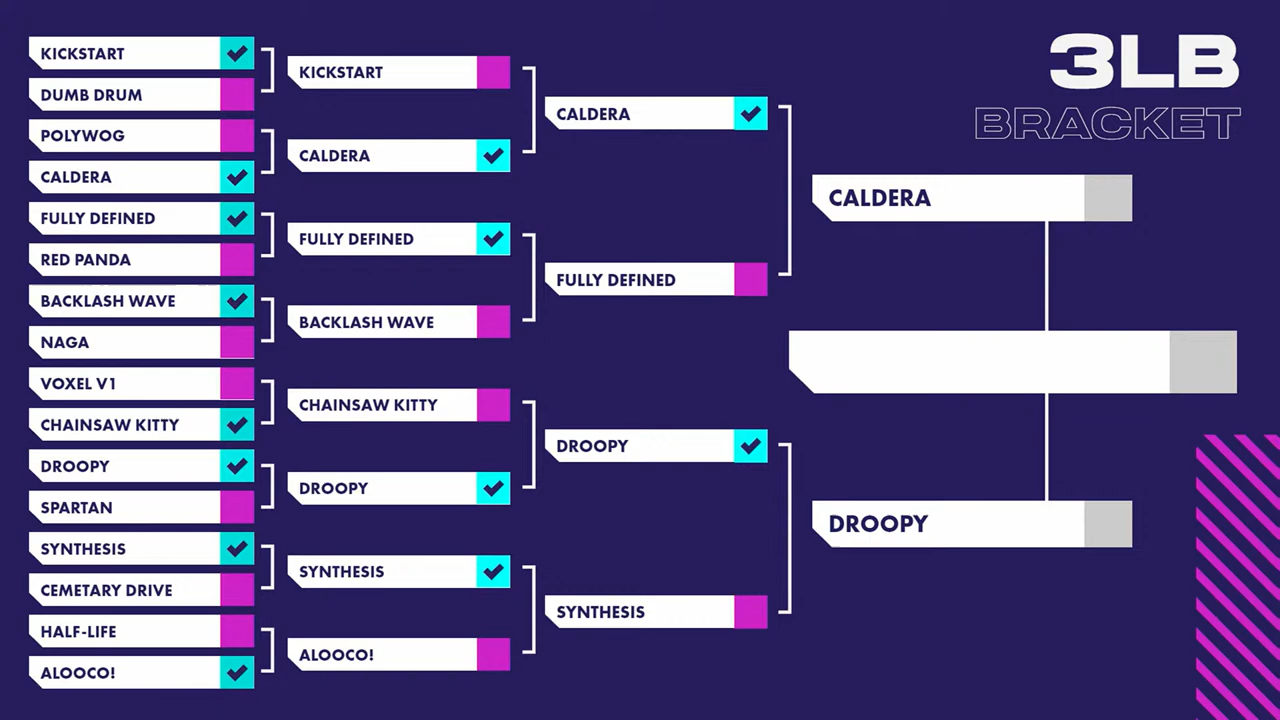 3LB
BRACKET
KICKSTART
DUMB DRUM
POLYWOG
CALDERA
FULLY DEFINED
RED PANDA
BACKLASH WAVE
NAGA
VOXEL V1
CHAINSAW KITTY
DROOPY
SPARTAN
SYNTHESIS
CEMETARY DRIVE
HALF-LIFE
ALOOCO!
KICKSTART
CALDERA
FULLY DEFINED
BACKLASH WAVE
CHAINSAW KITTY
DROOPY
SYNTHESIS
ALOOCO!
CALDERA
FULLY DEFINED
DROOPY
SYNTHESIS
CALDERA
DROOPY